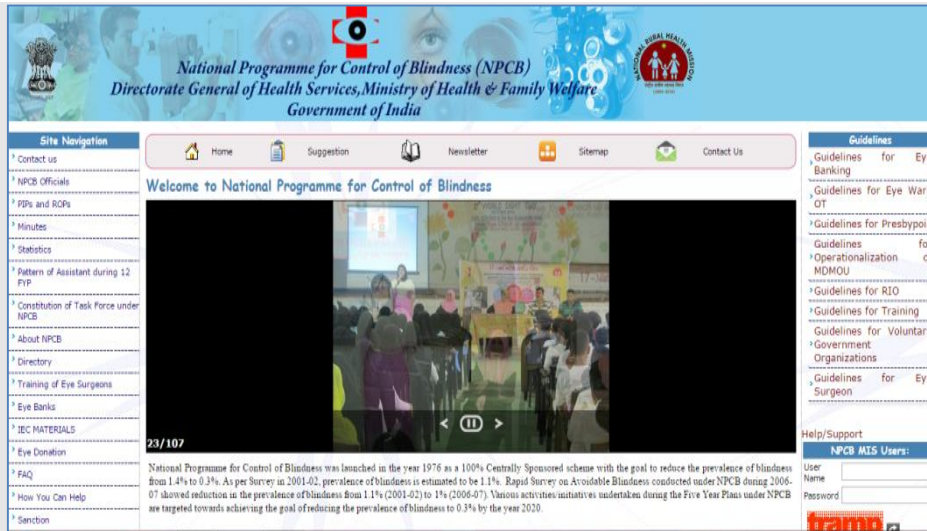 National Programme for Control of Blindness (NPCB)
Directorate General of Health Services,Ministry of Health & Family Welfare
Government of India
NATIONAL RURAL HEALTH MISSION
Site Navigation
Contact us
NPCB Officials
PIPs and ROPs
Minutes
Statistics
Pattern of Assistant during 12
FYP
Constitution of Task Force under
NPCB
About NPCB
Directory
Training of Eye Surgeons
Eye Banks
IEC MATERIALS
Eye Donation
FAQ
How You Can Help
Sanction
Home
Suggestion
Newsletter
Sitemap
Contact Us
Welcome to National Programme for Control of Blindness
23/107
National Programme for Control of Blindness was launched in the year 1976 as a 100% Centrally Sponsored scheme with the goal to reduce the prevalence of blindness
from 1.4% to 0.3%. As per Survey in 2001-02, prevalence of blindness is estimated to be 1.1%. Rapid Survey on Avoidable Blindness conducted under NPCB during 2006-
07 showed reduction in the prevalence of blindness from 1.1% (2001-02) to 1% (2006-07). Various activities/initiatives undertaken during the Five Year Plans under NPCB
are targeted towards achieving the goal of reducing the prevalence of blindness to 0.3% by the year 2020.
Guidelines
Guidelines for Ey
Banking
Guidelines for Eye War
OT
Guidelines for Presbypoi
Guidelines fo
Operationalization o
MDMOU
Guidelines for RIO
Guidelines for Training
Guidelines for Voluntar
Government
Organizations
Guidelines for Ey
Surgeon
Help/Support
NPCB MIS Users:
User
Name
Password
tramp